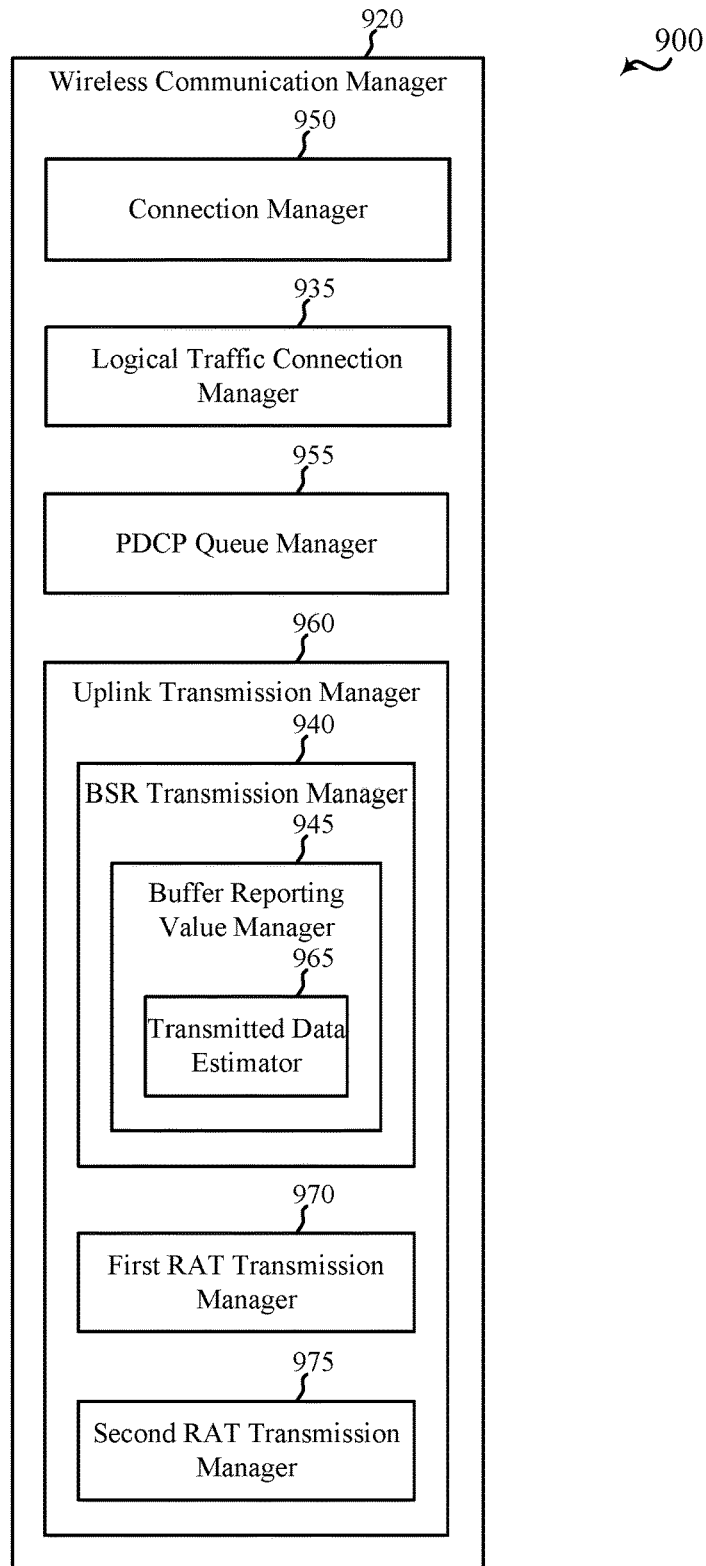 920
900
Wireless Communication Manager
950
Connection Manager
935
Logical Traffic Connection
Manager
955
PDCP Queue Manager
960
Uplink Transmission Manager
940
BSR Transmission Manager
945
Buffer Reporting
Value Manager
965
Transmitted Data
Estimator
970
First RAT Transmission
Manager
975
Second RAT Transmission
Manager